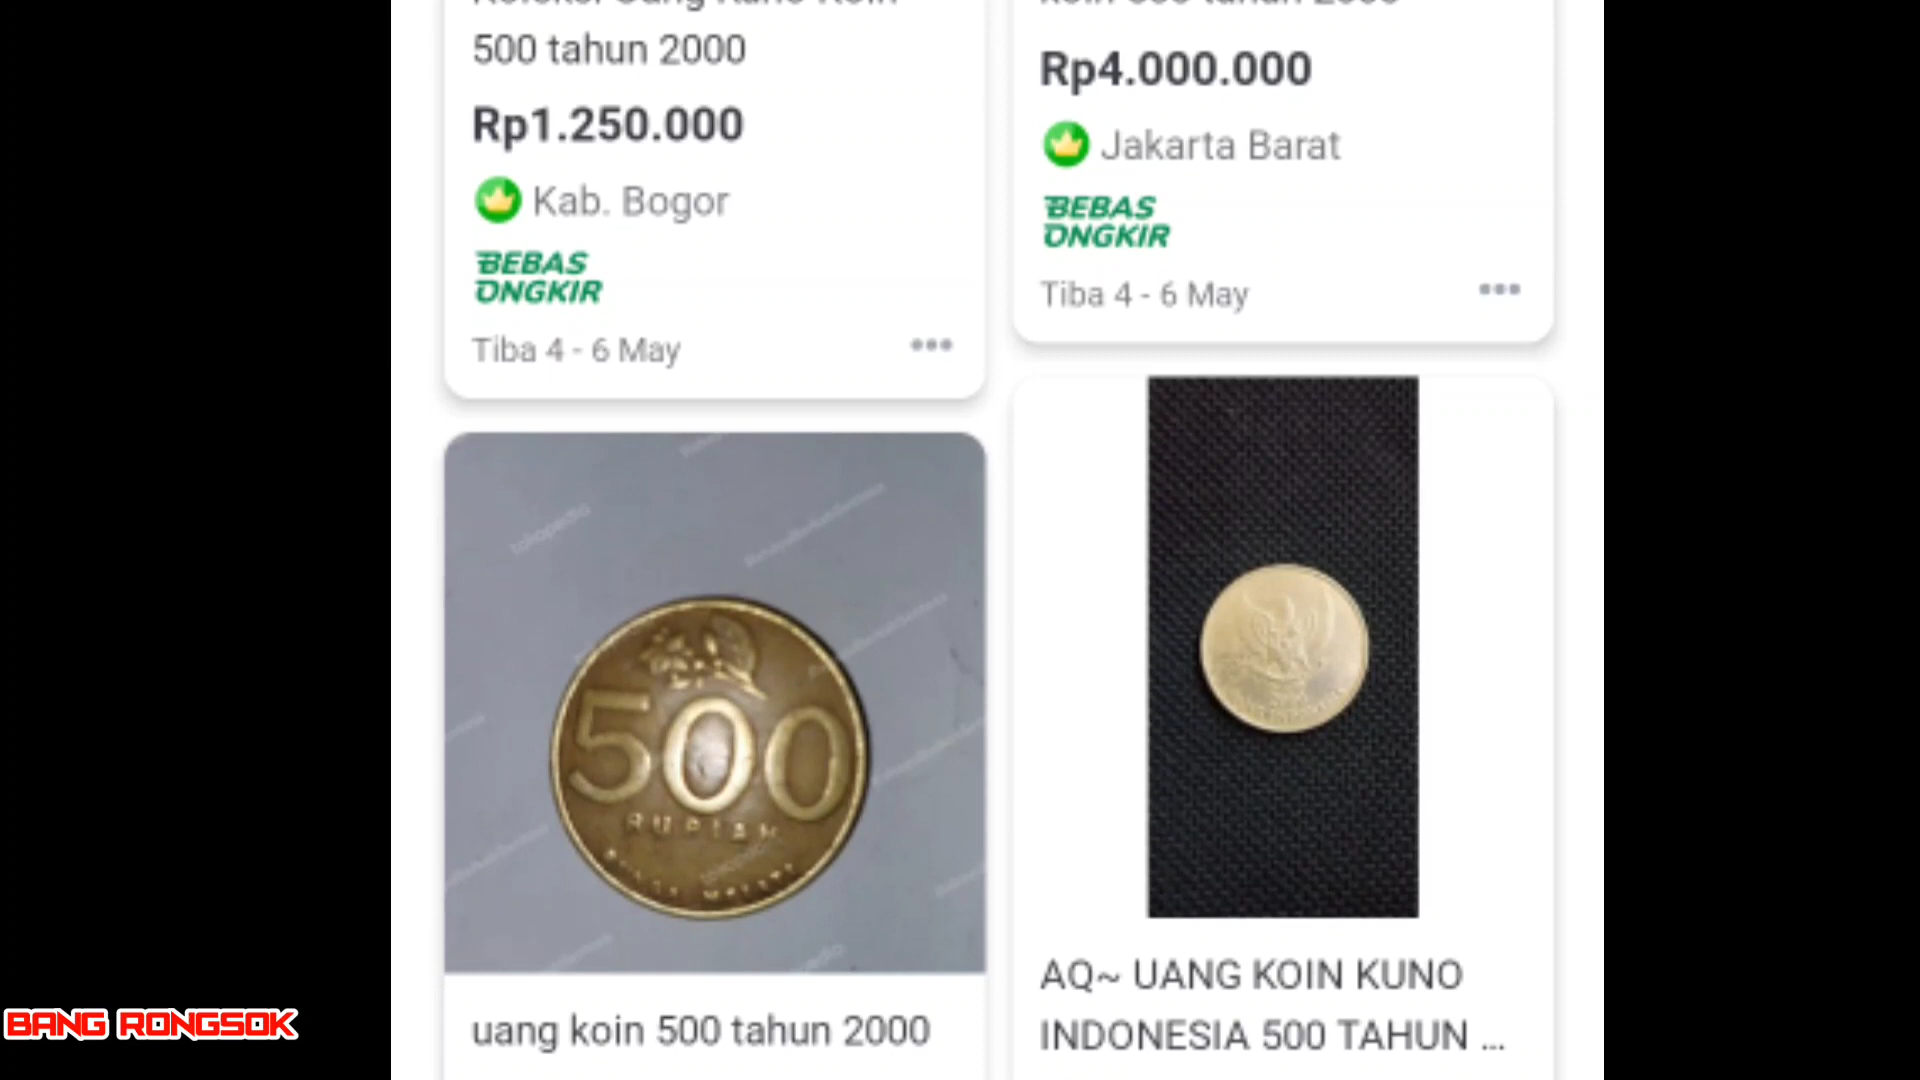 500 tahun 2000
Rp1.250.000
Kab. Bogor
BEBAS
ONGKIR
Tiba 4 - 6 May
500
RUPIAH
uang koin 500 tahun 2000
Rp4.000.000
Jakarta Barat
BEBAS
ONGKIR
Tiba 4 - 6 May
AQ~ UANG KOIN KUNO
INDONESIA 500 TAHUN ...
BANG RONGSOK